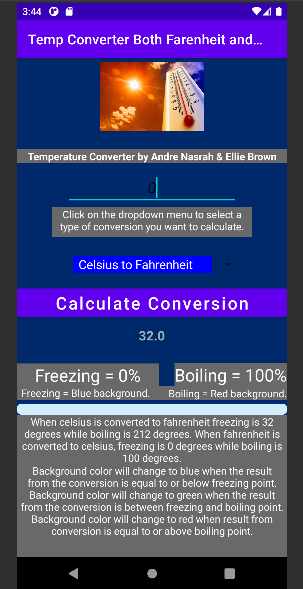 3:44
Temp Converter Both Farenheit and...
Temperature Converter by Andre Nasrah & Ellie Brown
0
Click on the dropdown menu to select a
type of conversion you want to calculate.
Celsius to Fahrenheit
Calculate Conversion
32.0
Freezing = 0%
Boiling = 100%
Freezing = Blue background.
Boiling = Red background.
When celsius is converted to fahrenheit freezing is 32
degrees while boiling is 212 degrees. When fahrenheit is
converted to celsius, freezing is 0 degrees while boiling is
100 degrees.
Background color will change to blue when the result
from the conversion is equal to or below freezing point.
Background color will change to green when the result
from the conversion is between freezing and boiling point.
Background color will change to red when result from
conversion is equal to or above boiling point.